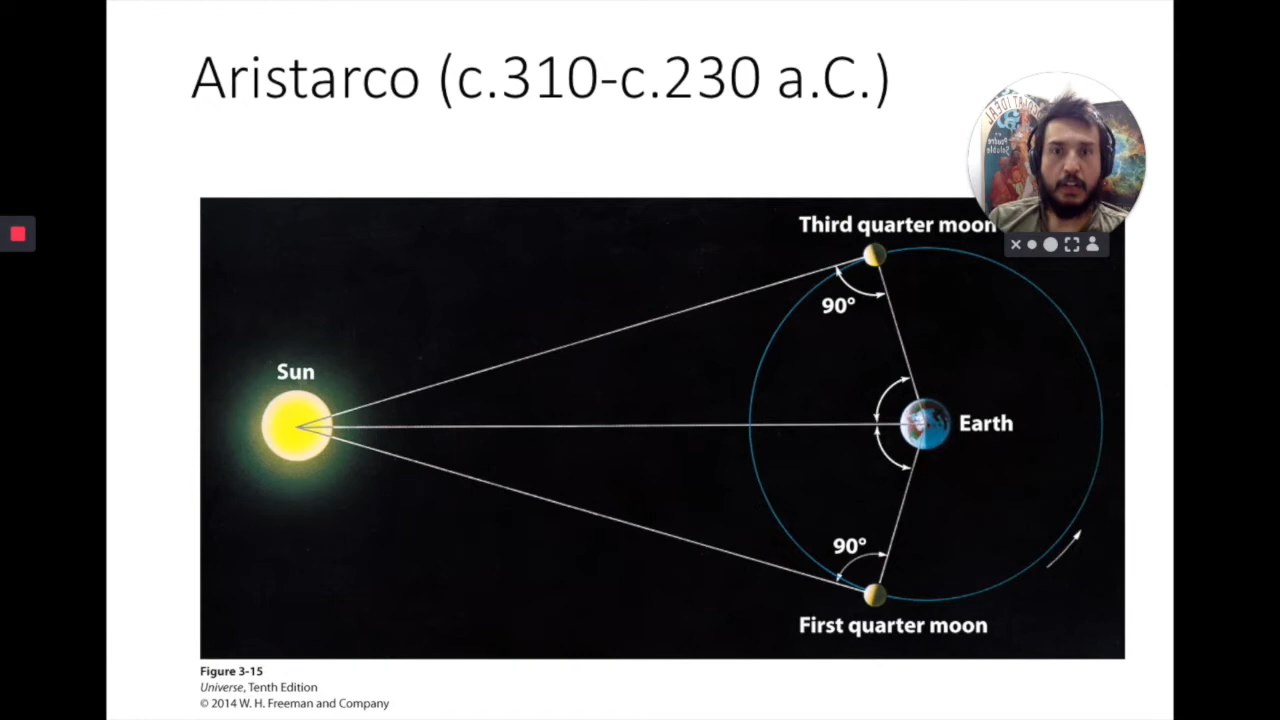 Aristarco (c.310-c.230 a.C.)
Third quarter moon
90°
Sun
Earth
90°
First quarter moon
Figure 3-15
Universe, Tenth Edition
© 2014 W. H. Freeman and Company